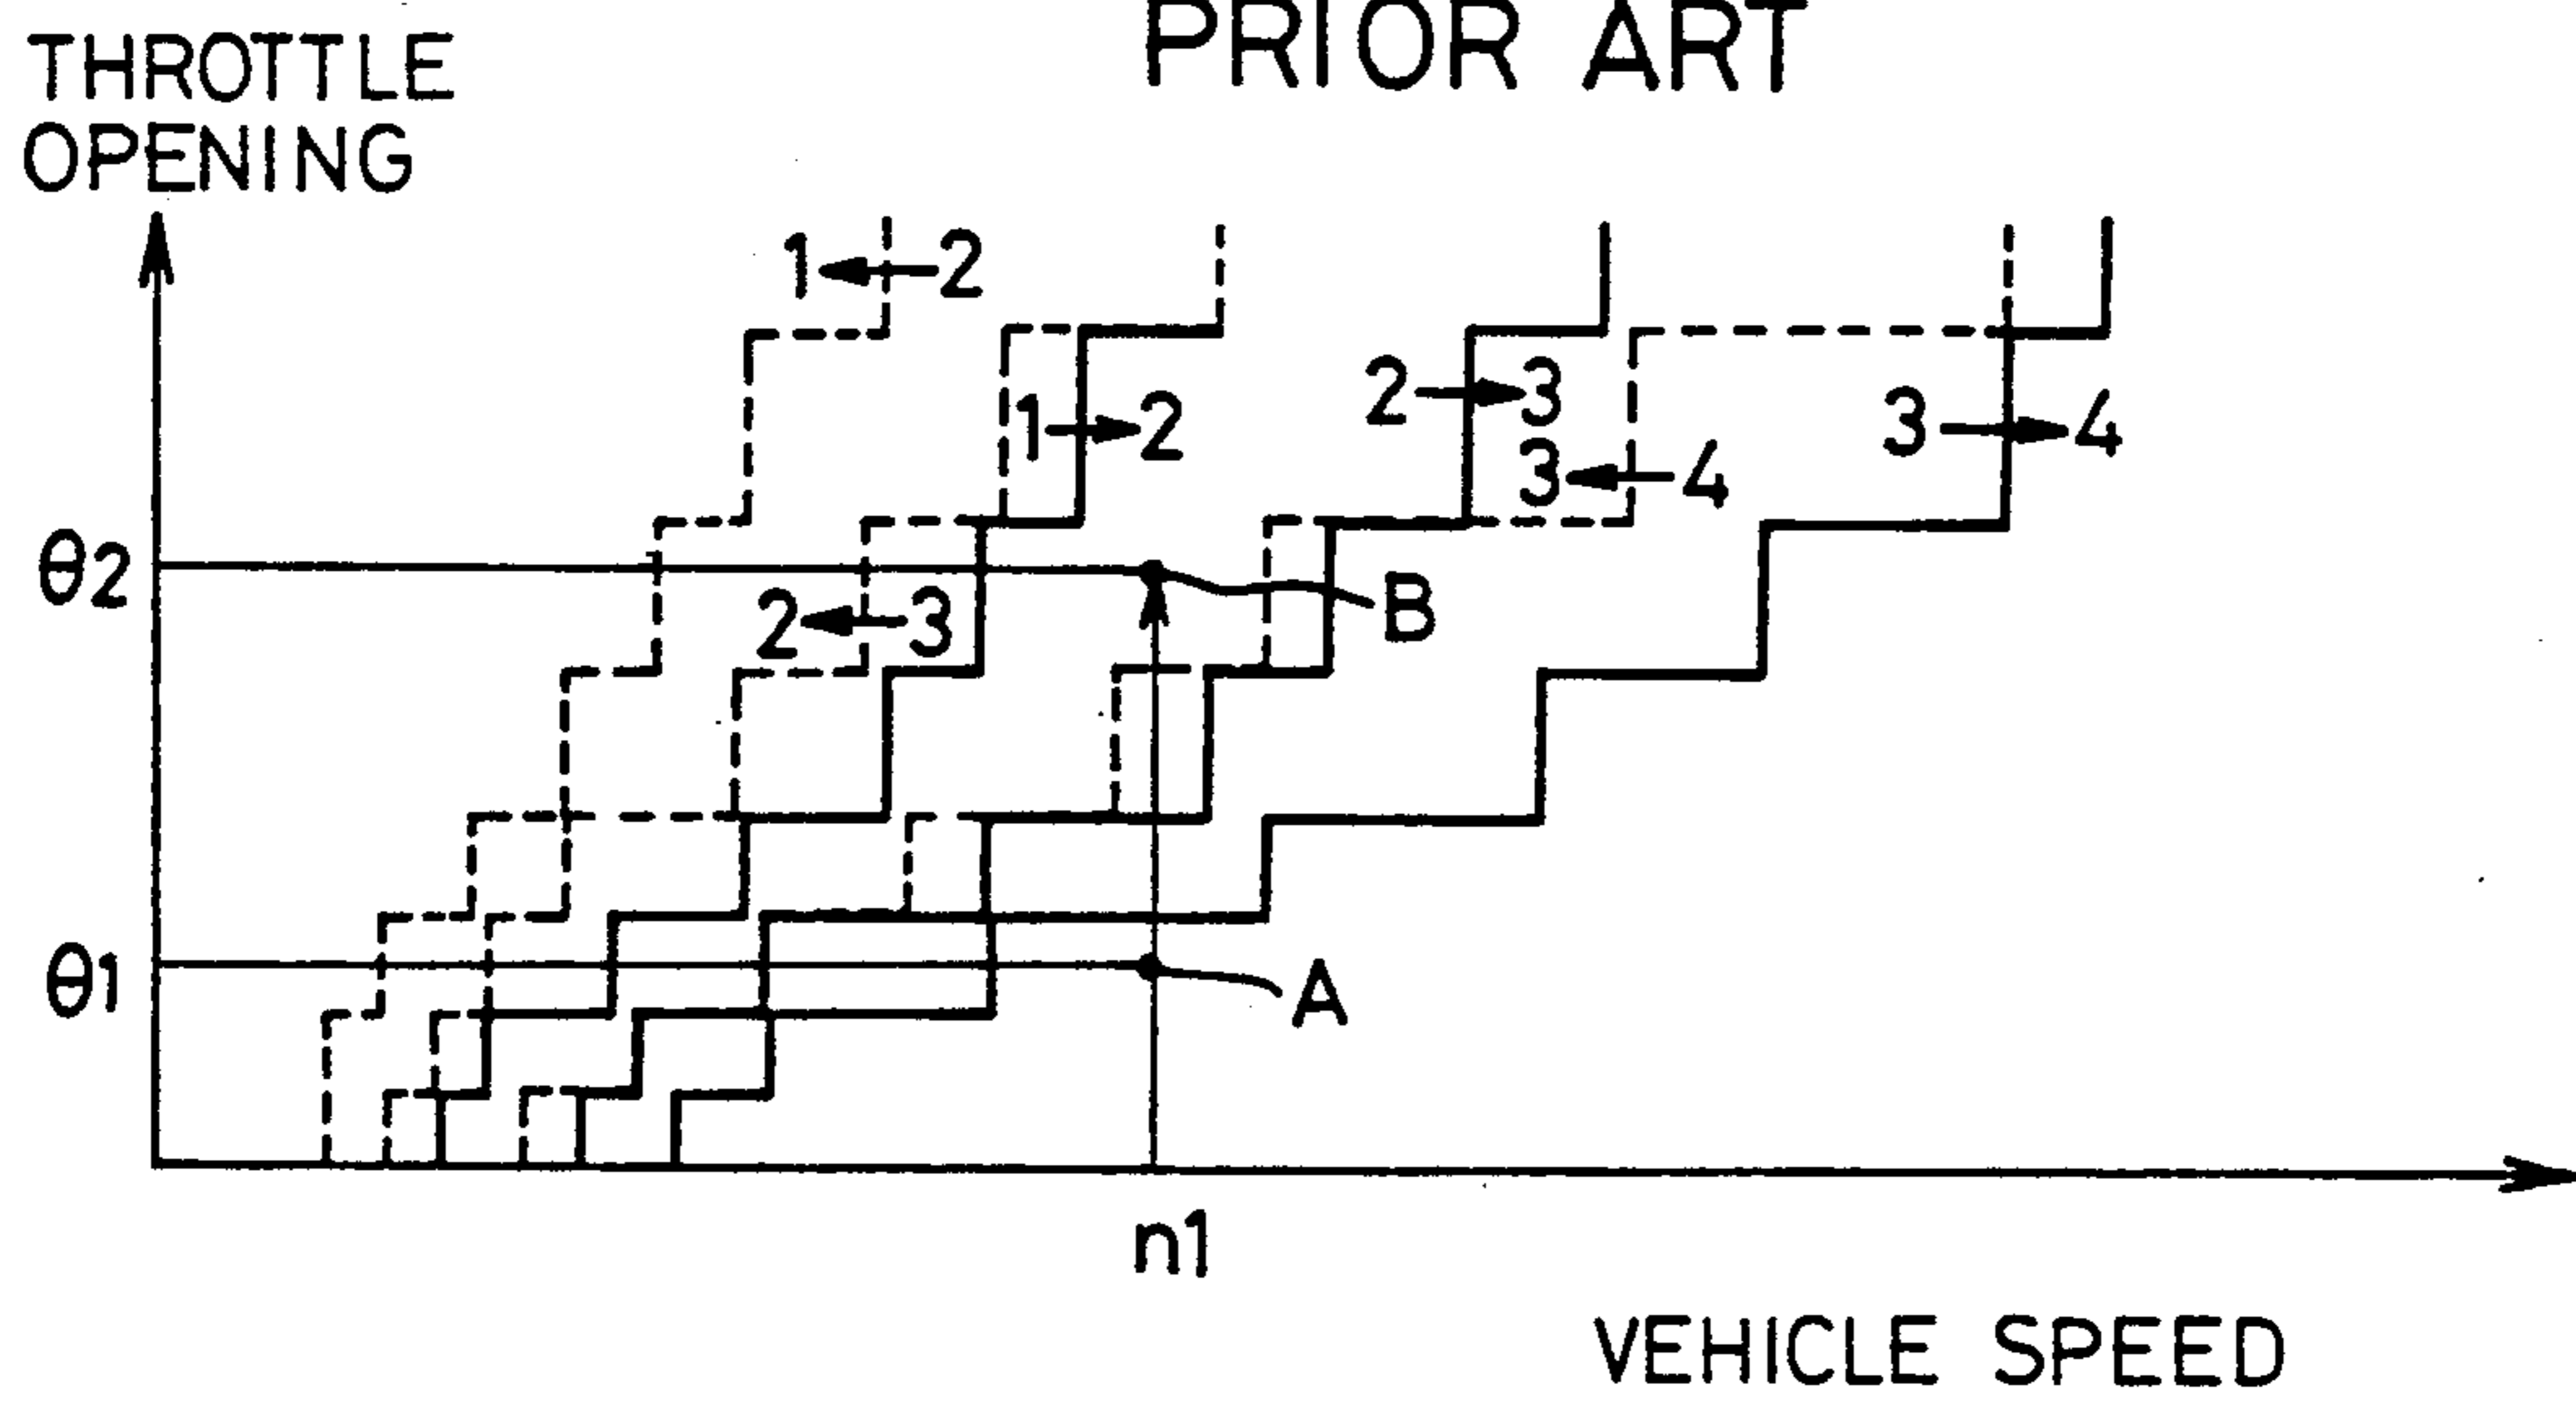 PRIOR ART
THROTTLE
OPENING
1 2
1 2
2 3
3 4
3 4
θ2
2 3
B
θ1
A
n1
VEHICLE SPEED